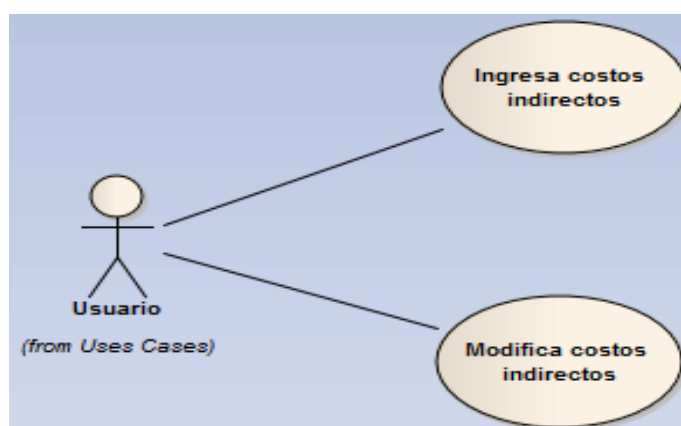 Ingresa costos
indirectos
Usuario
(from Uses Cases)
Modifica costos
indirectos